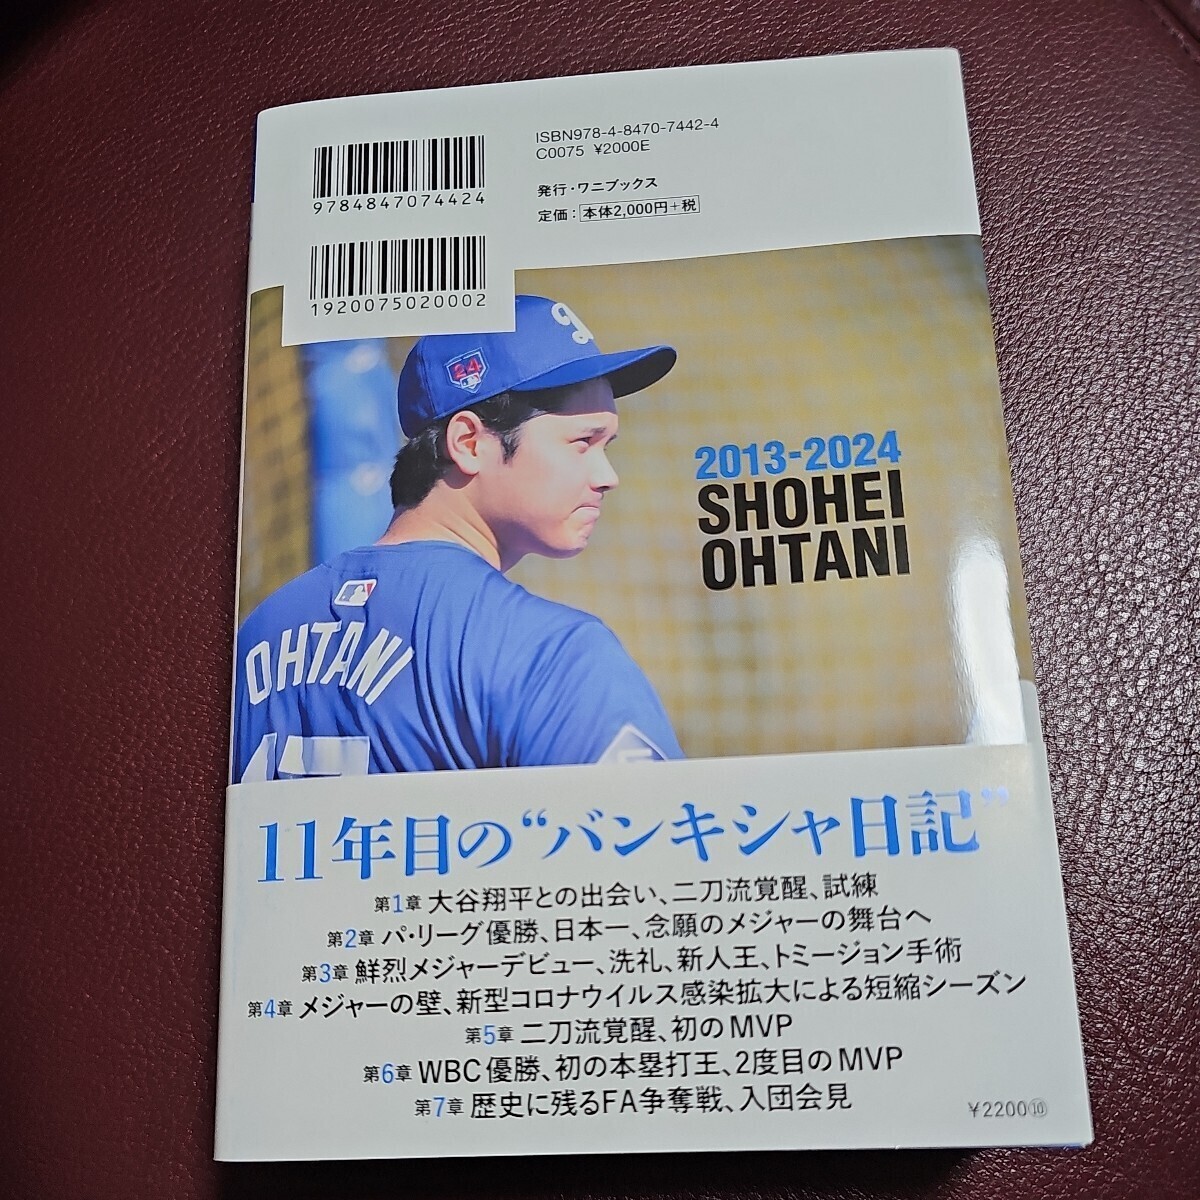 ISBN978-4-8470-7442-4
C0075 ¥2000E
発行・ワニブックス
定価：本体2,000円+税
9784847074424
1920075020002
24
2013-2024
SHOHEI
OHTANI
OHTANI
11年目の“バンキシャ日記”
第1章 大谷翔平との出会い、二刀流覚醒、試練
第2章 パ・リーグ優勝、日本一、念願のメジャーの舞台へ
第3章 鮮烈メジャーデビュー、洗礼、新人王、トミージョン手術
第4章 メジャーの壁、新型コロナウイルス感染拡大による短縮シーズン
第5章 二刀流覚醒、初のMVP
第6章 WBC優勝、初の本塁打王、2度目のMVP
第7章 歴史に残るFA争奪戦、入団会見
¥2200⑩